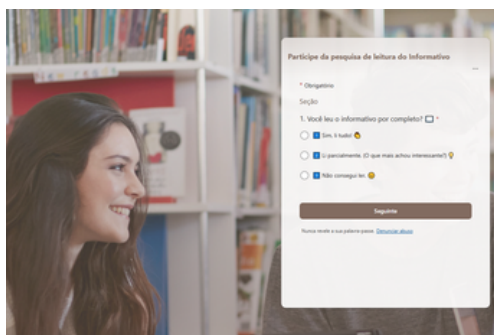 Participe da pesquisa de leitura do Informativo
...
* Obrigatório
Seção
1. Você leu o informativo por completo? *
Sim, li tudo!
Li parcialmente. (O que mais achou interessante?)
Não consegui ler.
Seguinte
Nunca revele a sua palavra-passe. Denunciar abuso